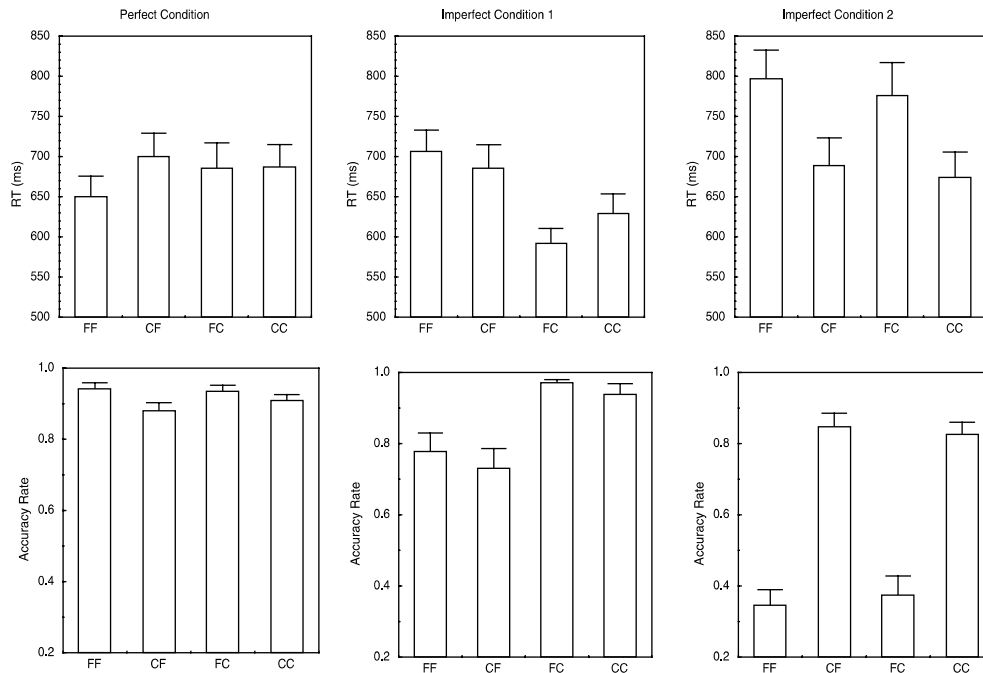 Perfect Condition
Imperfect Condition 1
Imperfect Condition 2
RT (ms)
850
800
750
700
650
600
550
500
FF CF FC CC
RT (ms)
850
800
750
700
650
600
550
500
FF CF FC CC
RT (ms)
850
800
750
700
650
600
550
500
FF CF FC CC
Accuracy Rate
1.0
0.8
0.6
0.4
0.2
FF CF FC CC
Accuracy Rate
1.0
0.8
0.6
0.4
0.2
FF CF FC CC
Accuracy Rate
1.0
0.8
0.6
0.4
0.2
FF CF FC CC